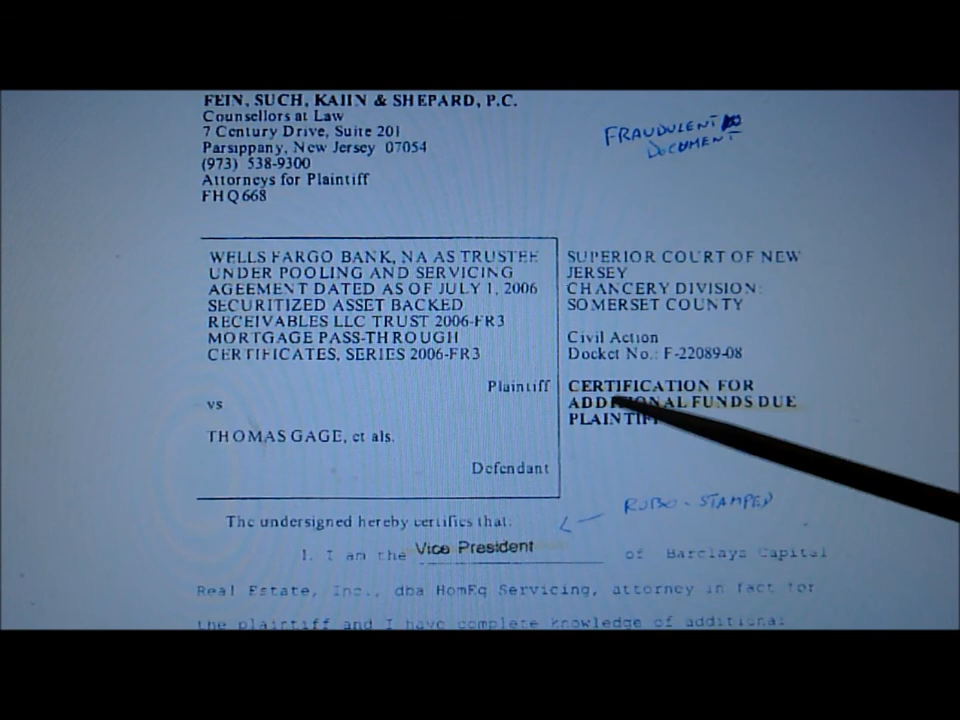 FEIN, SUCH, KAHN & SHEPARD, P.C.
Counsellors at Law
7 Century Drive, Suite 201
Parsippany, New Jersey 07054
(973) 538-9300
Attorneys for Plaintiff
FHQ668
FRAUDULENT
DOCUMENT
WELLS FARGO BANK, NA AS TRUSTEE
UNDER POOLING AND SERVICING
AGEEMENT DATED AS OF JULY 1, 2006
SECURITIZED ASSET BACKED
RECEIVABLES LLC TRUST 2006-FR3
MORTGAGE PASS-THROUGH
CERTIFICATES, SERIES 2006-FR3
Plaintiff
vs
THOMAS GAGE, et als.
Defendant
SUPERIOR COURT OF NEW
JERSEY
CHANCERY DIVISION:
SOMERSET COUNTY
Civil Action
Docket No.: F-22089-08
CERTIFICATION FOR
ADDITIONAL FUNDS DUE
PLAINTIFF
ROBO-STAMPED
The undersigned hereby certifies that:
1. I am the Vice President of Barclays Capital
Real Estate, Inc., dba HomEq Servicing, attorney in fact for
the plaintiff and I have complete knowledge of additional